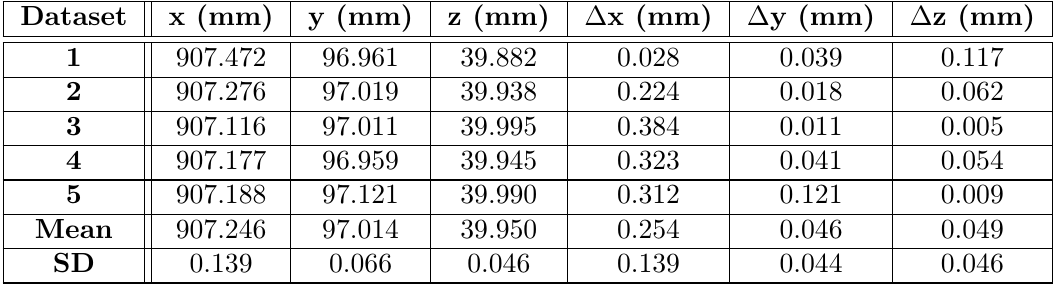 Dataset x (mm) y (mm) z (mm) Δx (mm) Δy (mm) Δz (mm)
1 907.472 96.961 39.882 0.028 0.039 0.117
2 907.276 97.019 39.938 0.224 0.018 0.062
3 907.116 97.011 39.995 0.384 0.011 0.005
4 907.177 96.959 39.945 0.323 0.041 0.054
5 907.188 97.121 39.990 0.312 0.121 0.009
Mean 907.246 97.014 39.950 0.254 0.046 0.049
SD 0.139 0.066 0.046 0.139 0.044 0.046